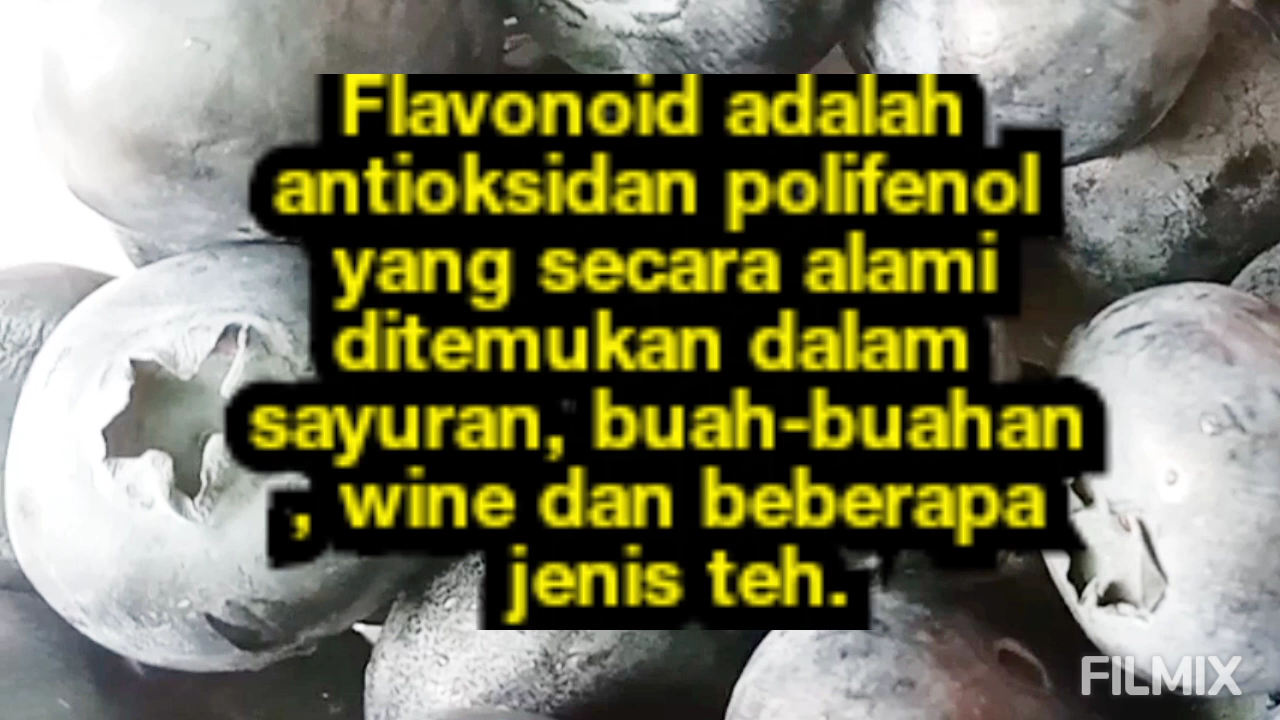 Flavonoid adalah
antioksidan polifenol
yang secara alami
ditemukan dalam
sayuran, buah-buahan
, wine dan beberapa
jenis teh.
FILMIX